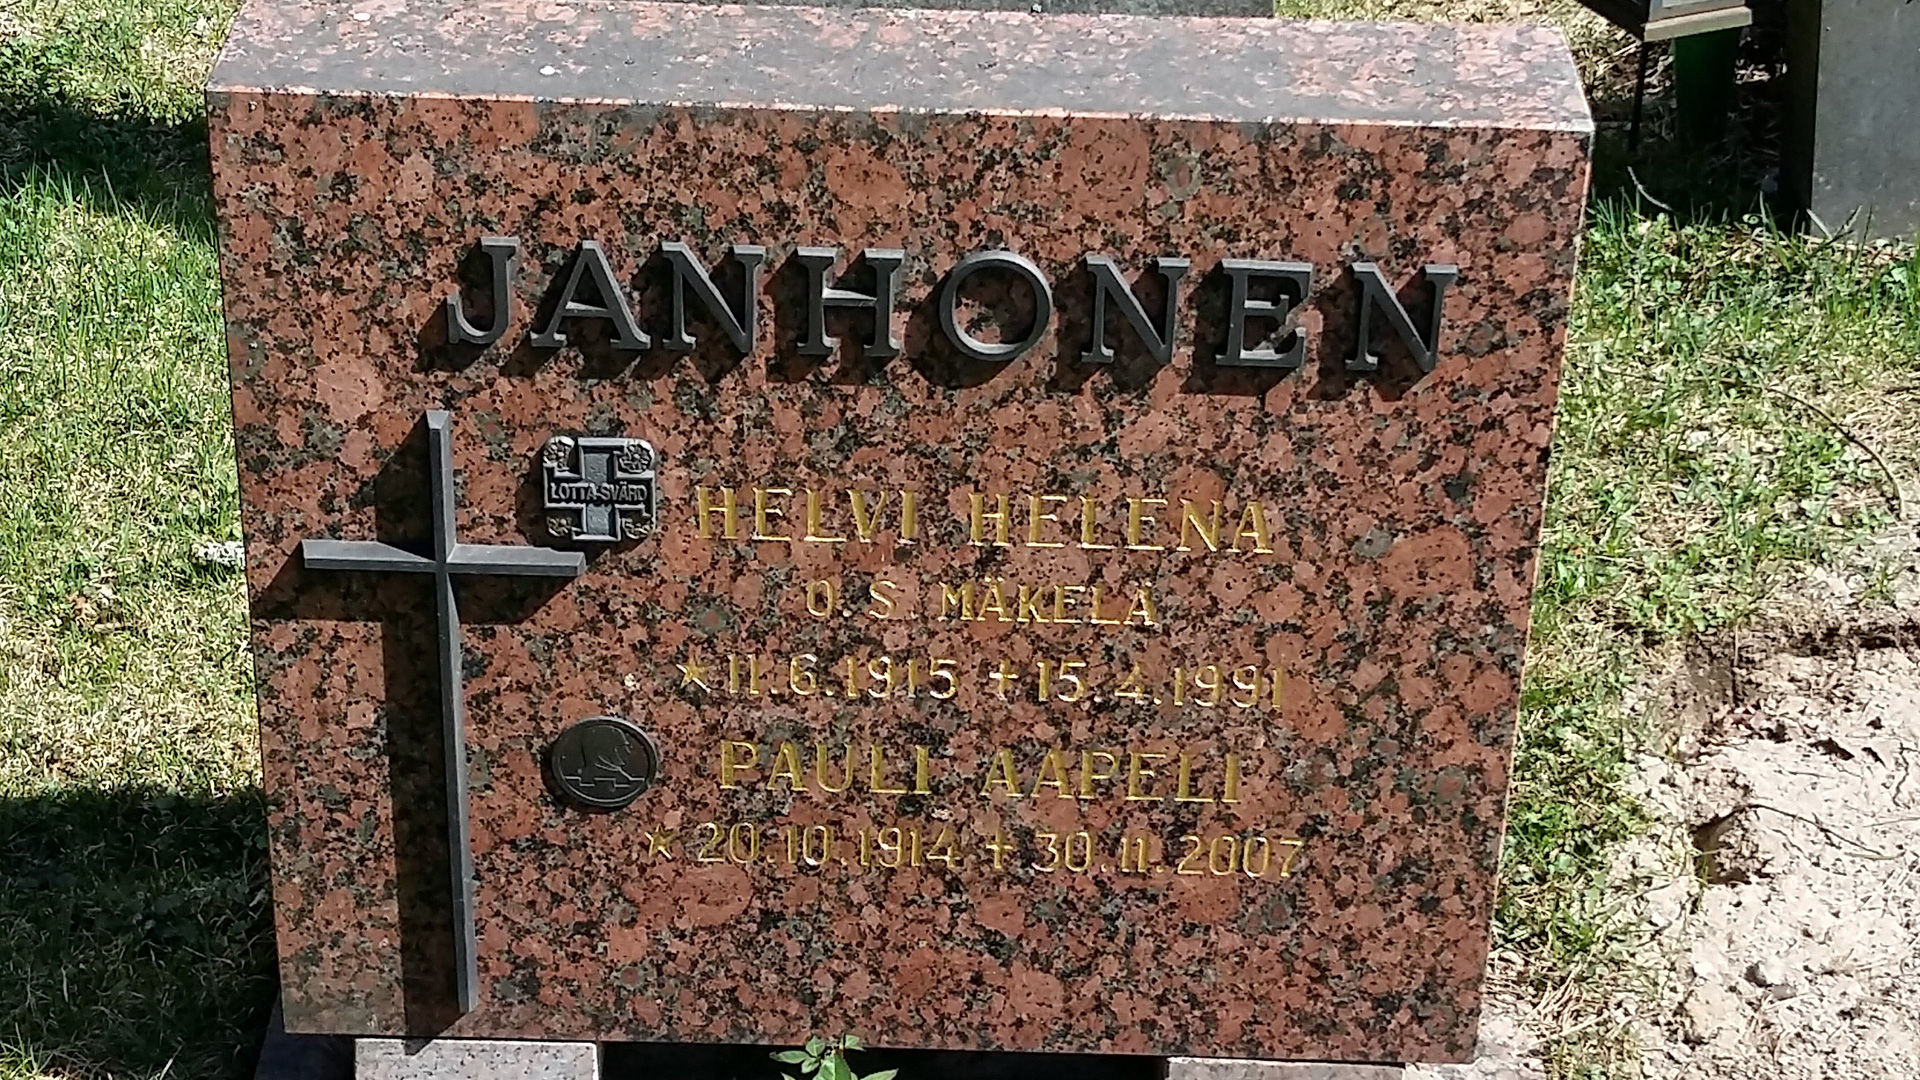 JANHONEN
LOTTA-SVÄRD
HELVI HELENA
O.S. MÄKELÄ
★ 11.6.1915 ✝ 15.4.1991
PAULI AAPELI
★ 20.10.1914 ✝ 30.11.2007